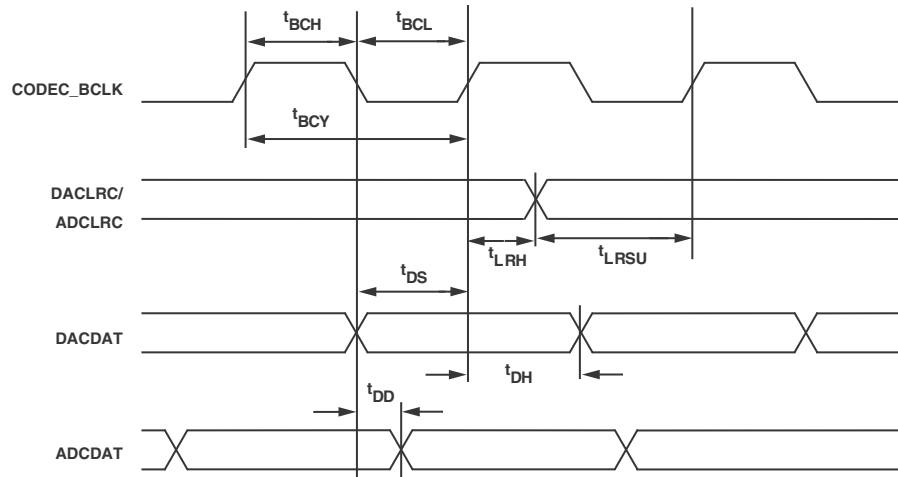 tBCH
tBCL
CODEC_BCLK
tBCY
DACLRC/
ADCLRC
tLRH
tLRSU
tDS
DACDAT
tDH
tDD
ADCDAT